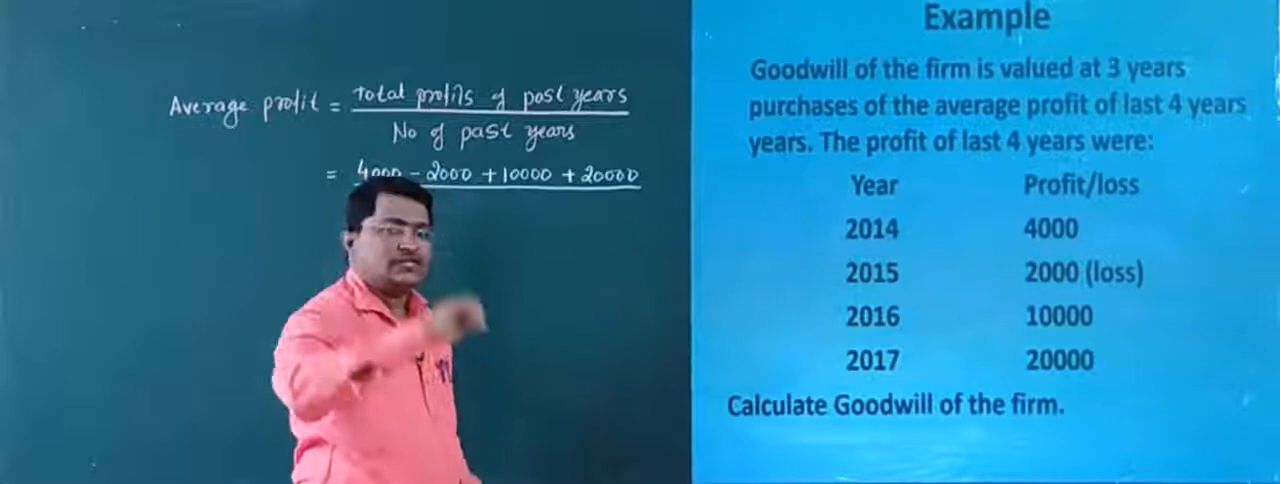 Average profit = total profits of past years
No of past years
= 4000 - 2000 + 10000 + 20000
Example
Goodwill of the firm is valued at 3 years
purchases of the average profit of last 4 years
years. The profit of last 4 years were:
Year Profit/loss
2014 4000
2015 2000 (loss)
2016 10000
2017 20000
Calculate Goodwill of the firm.